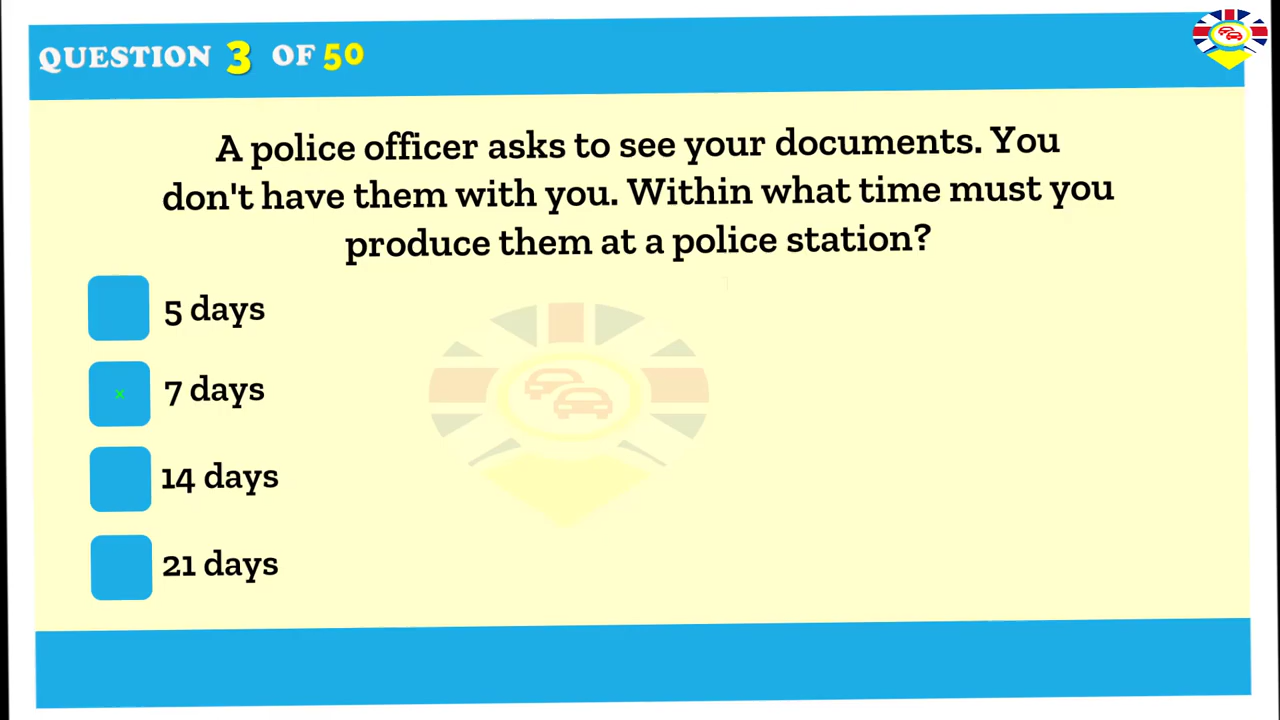 QUESTION 3 OF 50
A police officer asks to see your documents. You
don't have them with you. Within what time must you
produce them at a police station?
5 days
x
7 days
14 days
21 days